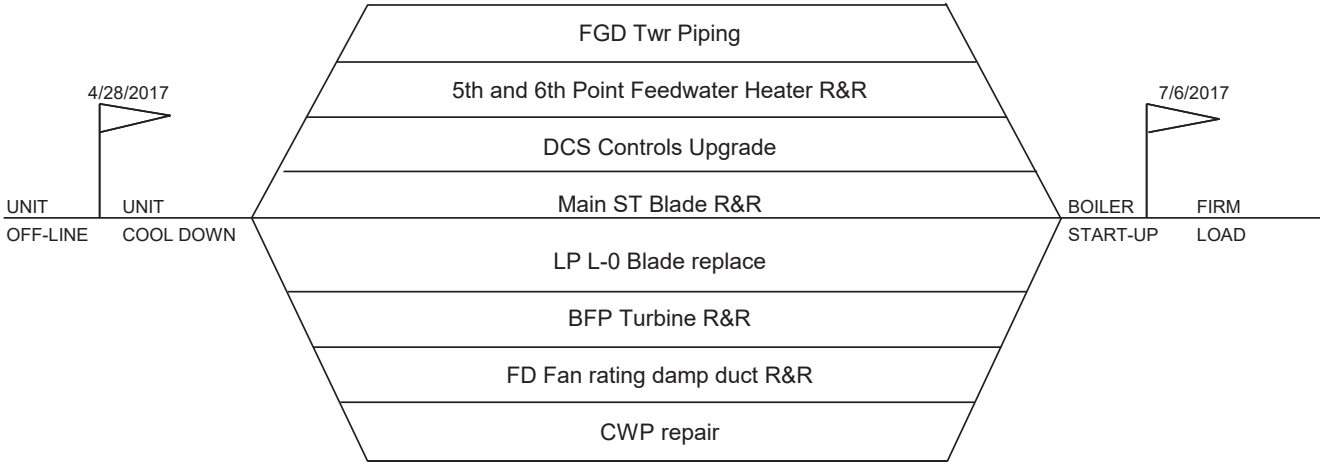 FGD Twr Piping
5th and 6th Point Feedwater Heater R&R
4/28/2017
7/6/2017
DCS Controls Upgrade
Main ST Blade R&R
UNIT
OFF-LINE
UNIT
COOL DOWN
BOILER
START-UP
FIRM
LOAD
LP L-0 Blade replace
BFP Turbine R&R
FD Fan rating damp duct R&R
CWP repair